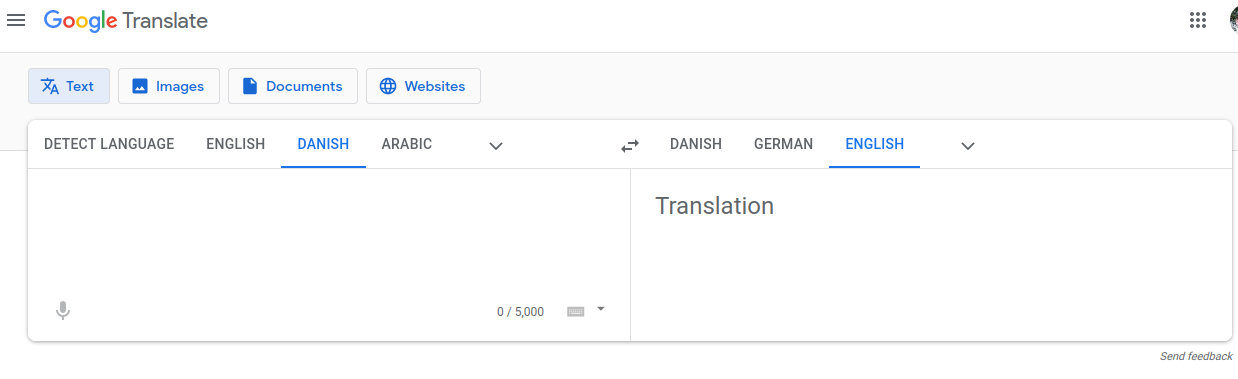 Google Translate
Text Images Documents Websites
DETECT LANGUAGE ENGLISH DANISH ARABIC DANISH GERMAN ENGLISH
Translation
0 / 5,000
Send feedback